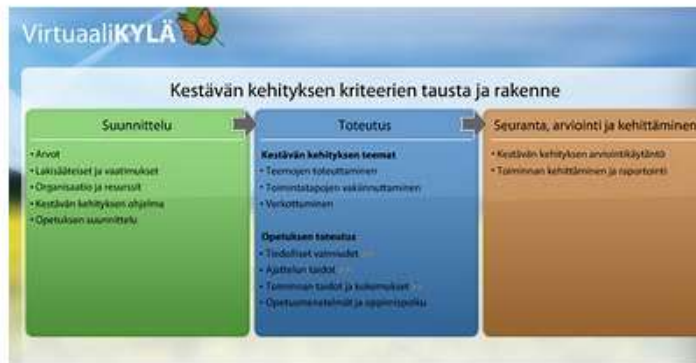 VirtuaaliKYLÄ
Kestävän kehityksen kriteerien tausta ja rakenne
Suunnittelu
• Arvot
• Lakisääteiset ja vaatimukset
• Organisaatio ja resurssit
• Kestävän kehityksen ohjelma
• Opetuksen suunnittelu
Toteutus
Kestävän kehityksen teemat
• Teemojen toteuttaminen
• Toimintatapojen vakiinnuttaminen
• Verkottuminen
Opetuksen toteutus
• Tiedolliset valmiudet >>
• Ajattelun taidot >>
• Toiminnan taidot ja kokemukset >>
• Opetusmenetelmät ja oppimispolku
Seuranta, arviointi ja kehittäminen
• Kestävän kehityksen arviointikäytäntö
• Toiminnan kehittäminen ja raportointi